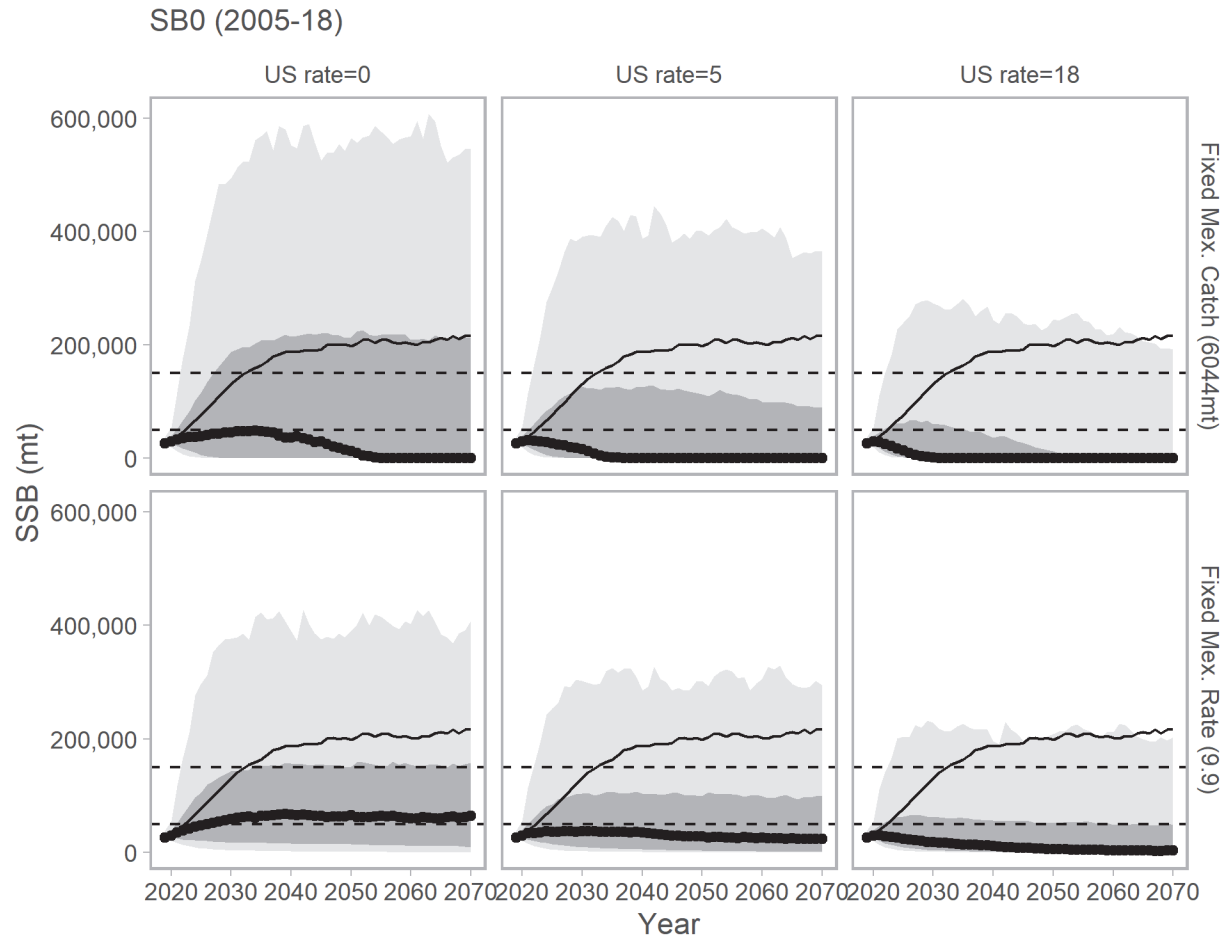 SB0 (2005-18)
US rate=0
US rate=5
US rate=18
600,000
400,000
200,000
0
Fixed Mex. Catch (6044mt)
SSB (mt)
600,000
400,000
200,000
0
Fixed Mex. Rate (9.9)
2020 2030 2040 2050 2060 2070
2020 2030 2040 2050 2060 2070
2020 2030 2040 2050 2060 2070
Year